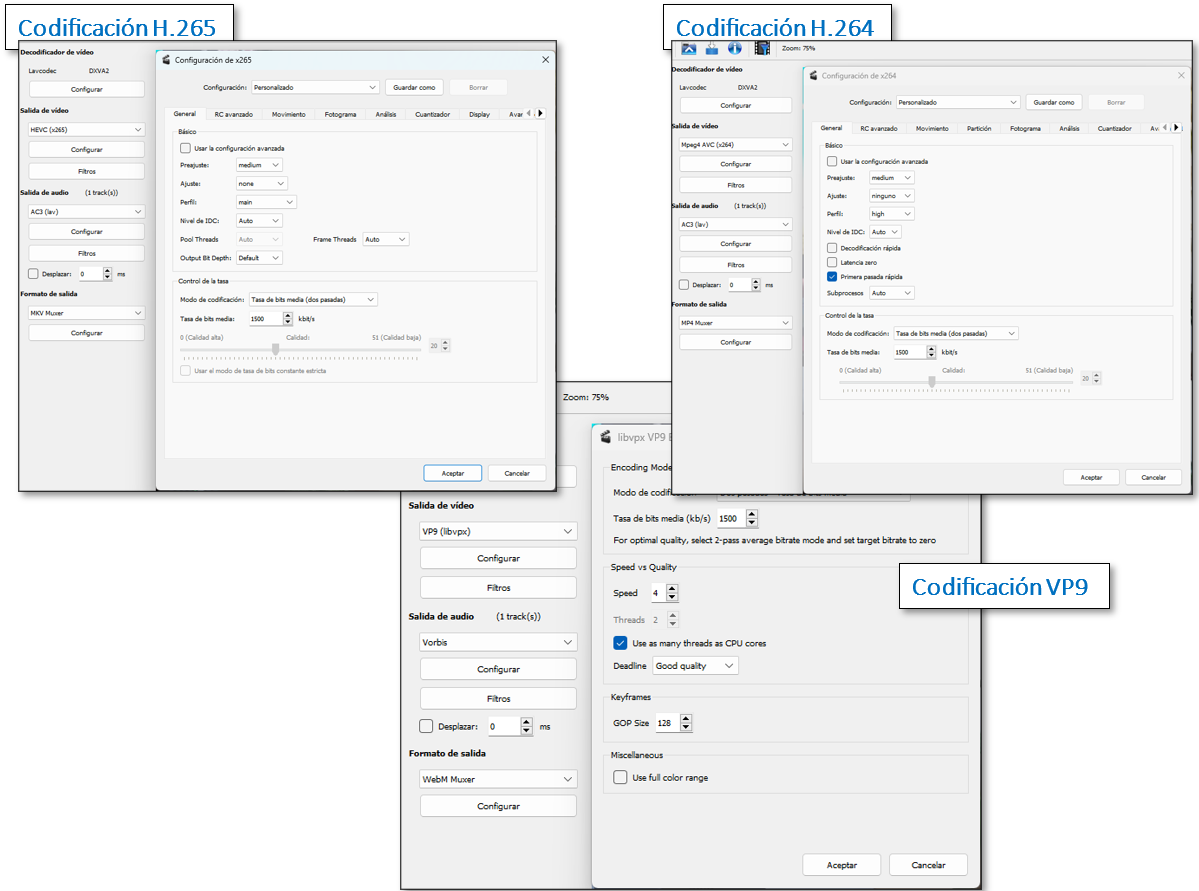 Codificación H.265
Decodificador de vídeo
Lavcodec DXVA2
Configurar
Salida de vídeo
HEVC (x265)
Configurar
Filtros
Salida de audio (1 track(s))
AC3 (lav)
Configurar
Filtros
Desplazar: 0 ms
Formato de salida
MKV Muxer
Configurar
Configuración de x265
Configuración: Personalizado Guardar como Borrar
General RC avanzado Movimiento Fotograma Análisis Cuantizador Display Avar
Básico
Usar la configuración avanzada
Preajuste: medium
Ajuste: none
Perfil: main
Nivel de IDC: Auto
Pool Threads Auto Frame Threads Auto
Output Bit Depth: Default
Control de la tasa
Modo de codificación: Tasa de bits media (dos pasadas)
Tasa de bits media: 1500 kbit/s
0 (Calidad alta) Calidad: 51 (Calidad baja)
20
Usar el modo de tasa de bits constante estricta
Aceptar Cancelar
Codificación H.264
Zoom: 75%
Decodificador de vídeo
Lavcodec DXVA2
Configurar
Salida de vídeo
Mpeg4 AVC (x264)
Configurar
Filtros
Salida de audio (1 track(s))
AC3 (lav)
Configurar
Filtros
Desplazar: 0 ms
Formato de salida
MP4 Muxer
Configurar
Configuración de x264
Configuración: Personalizado Guardar como Borrar
General RC avanzado Movimiento Partición Fotograma Análisis Cuantizador
Básico
Usar la configuración avanzada
Preajuste: medium
Ajuste: ninguno
Perfil: high
Nivel de IDC: Auto
Decodificación rápida
Latencia zero
Primera pasada rápida
Subprocesos Auto
Control de la tasa
Modo de codificación: Tasa de bits media (dos pasadas)
Tasa de bits media: 1500 kbit/s
0 (Calidad alta) Calidad: 51 (Calidad baja)
20
Aceptar Cancelar
Codificación VP9
Zoom: 75%
Salida de vídeo
VP9 (libvpx)
Configurar
Filtros
Salida de audio (1 track(s))
Vorbis
Configurar
Filtros
Desplazar: 0 ms
Formato de salida
WebM Muxer
Configurar
libvpx VP9
Encoding Mode
Modo de
Tasa de bits media (kb/s) 1500
For optimal quality, select 2-pass average bitrate mode and set target bitrate to zero
Speed vs Quality
Speed 4
Threads 2
Use as many threads as CPU cores
Deadline Good quality
Keyframes
GOP Size 128
Miscellaneous
Use full color range
Aceptar Cancelar